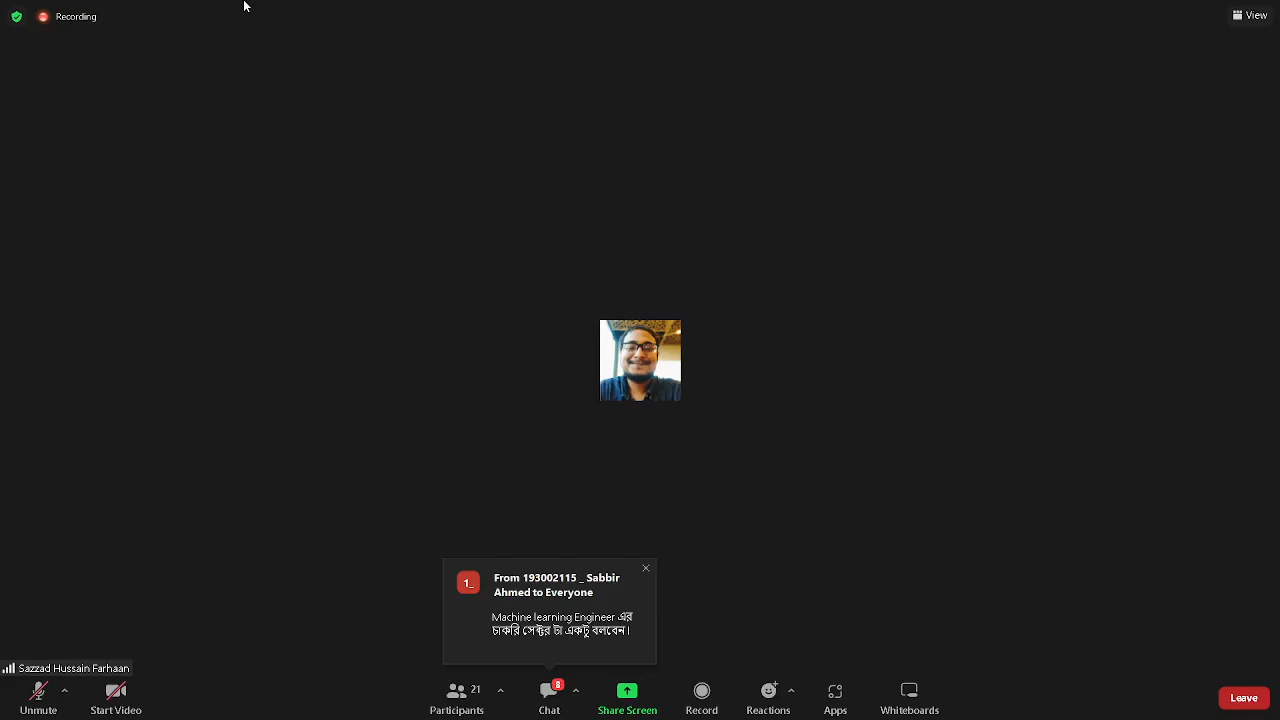 Recording
View
From 193002115 _ Sabbir
Ahmed to Everyone
1_
Machine learning Engineer এর
চাকরি সেক্টর টা একটু বলবেন।
Sazzad Hussain Farhaan
21
8
Unmute
Start Video
Participants
Chat
Share Screen
Record
Reactions
Apps
Whiteboards
Leave